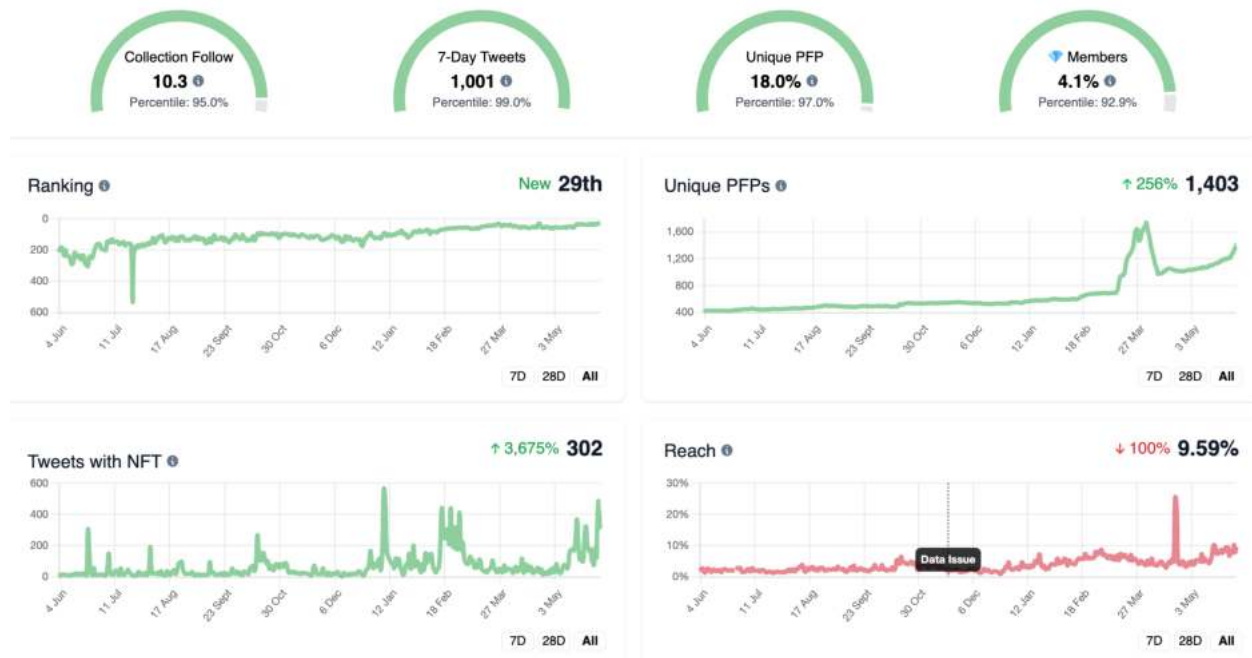 Collection Follow
10.3
Percentile: 95.0%
7-Day Tweets
1,001
Percentile: 99.0%
Unique PFP
18.0%
Percentile: 97.0%
💎 Members
4.1%
Percentile: 92.9%
Ranking
New 29th
0
200
400
600
4 Jun
11 Jul
17 Aug
23 Sept
30 Oct
6 Dec
12 Jan
18 Feb
27 Mar
3 May
7D 28D All
Unique PFPs
↑ 256% 1,403
1,600
1,200
800
400
4 Jun
11 Jul
17 Aug
23 Sept
30 Oct
6 Dec
12 Jan
18 Feb
27 Mar
3 May
7D 28D All
Tweets with NFT
↑ 3,675% 302
600
400
200
0
4 Jun
11 Jul
17 Aug
23 Sept
30 Oct
6 Dec
12 Jan
18 Feb
27 Mar
3 May
7D 28D All
Reach
↓ 100% 9.59%
30%
20%
10%
0%
Data Issue
4 Jun
11 Jul
17 Aug
23 Sept
30 Oct
6 Dec
12 Jan
18 Feb
27 Mar
3 May
7D 28D All